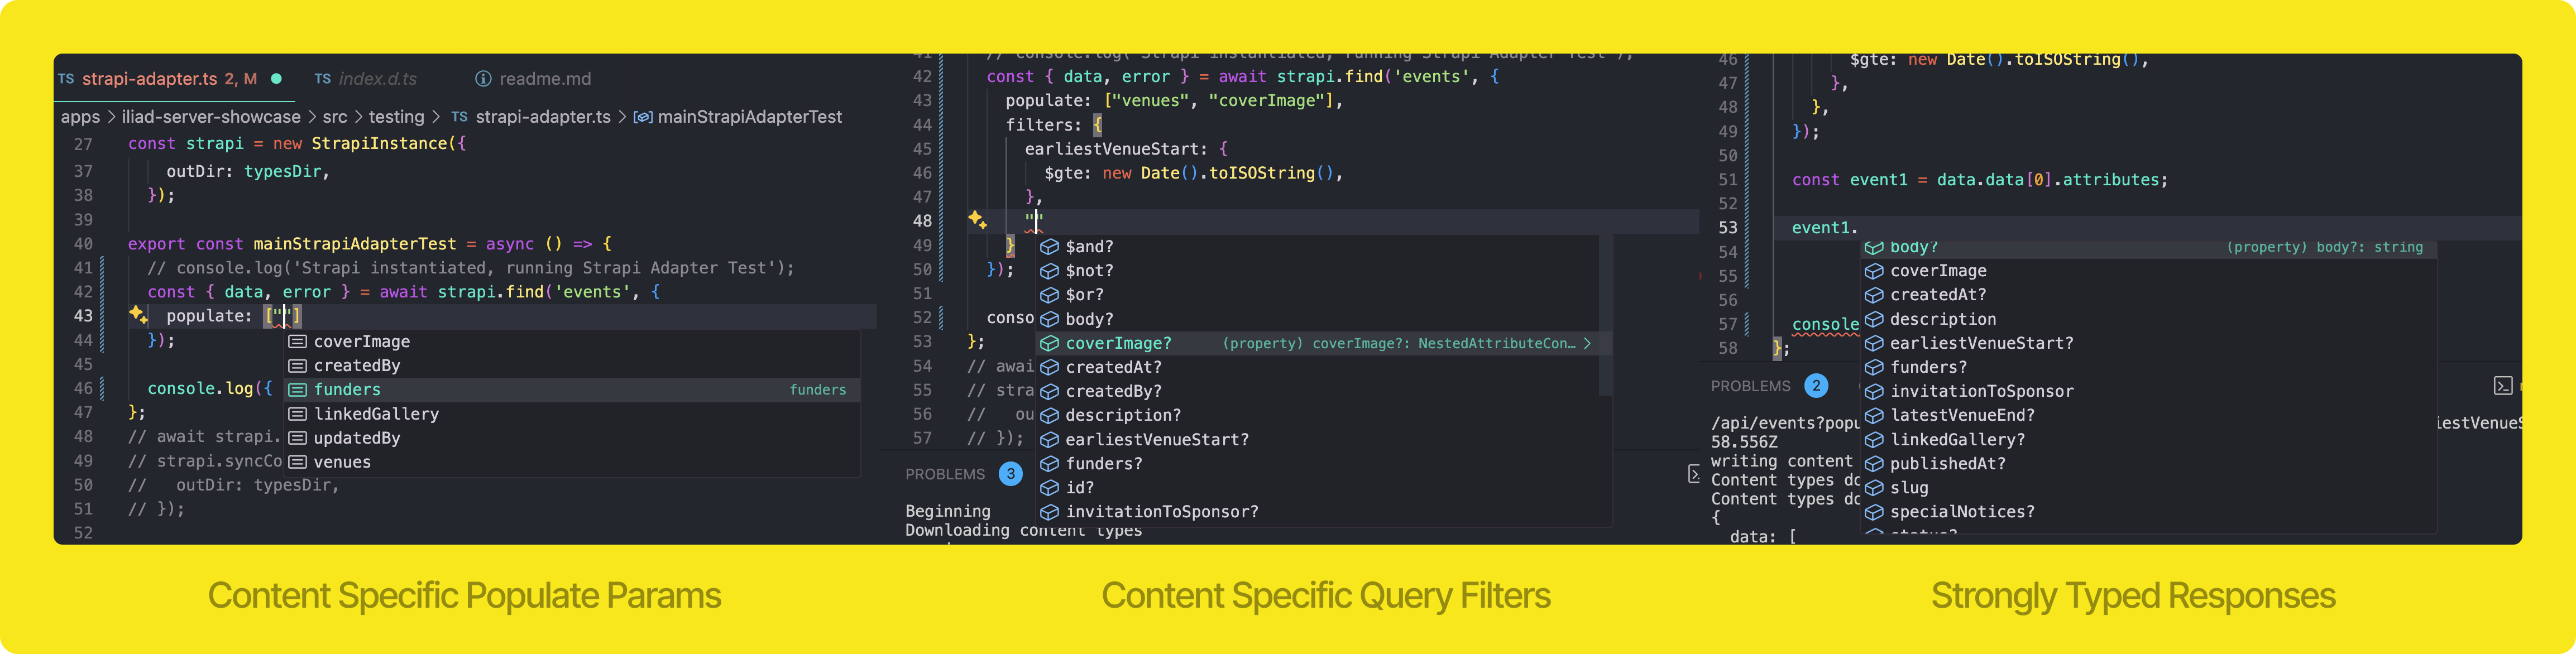 TS strapi-adapter.ts 2, M ● TS index.d.ts ⓘ readme.md
apps > iliad-server-showcase > src > testing > TS strapi-adapter.ts > mainStrapiAdapterTest
27 const strapi = new StrapiInstance({
37 outDir: typesDir,
38 });
39
40 export const mainStrapiAdapterTest = async () => {
41 // console.log('Strapi instantiated, running Strapi Adapter Test');
42 const { data, error } = await strapi.find('events', {
43 populate: [""]
44 });
45
46 console.log({
47 };
48 // await strapi.
49 // strapi.syncCo
50 // outDir: typesDir,
51 // });
52
coverImage
createdBy
funders funders
linkedGallery
updatedBy
venues
Content Specific Populate Params
41 // console.log('Strapi instantiated, running Strapi Adapter Test');
42 const { data, error } = await strapi.find('events', {
43 populate: ["venues", "coverImage"],
44 filters: {
45 earliestVenueStart: {
46 $gte: new Date().toISOString(),
47 },
48 ""
49 }
50 });
51
52 conso
53 };
54 // awai
55 // stra
56 // ou
57 // });
$and?
$not?
$or?
body?
coverImage? (property) coverImage?: NestedAttributeCon... >
createdAt?
createdBy?
description?
earliestVenueStart?
funders?
id?
invitationToSponsor?
PROBLEMS 3
Beginning
Downloading content types
Content Specific Query Filters
46 $gte: new Date().toISOString(),
47 },
48 },
49 });
50
51 const event1 = data.data[0].attributes;
52
53 event1.
54
55
56
57 console
58 };
body? (property) body?: string
coverImage
createdAt?
description
earliestVenueStart?
funders?
invitationToSponsor
latestVenueEnd?
linkedGallery?
publishedAt?
slug
specialNotices?
status?
PROBLEMS 2
/api/events?popu iestVenueS
58.556Z
writing content
Content types do
Content types do
{
data: [
Strongly Typed Responses